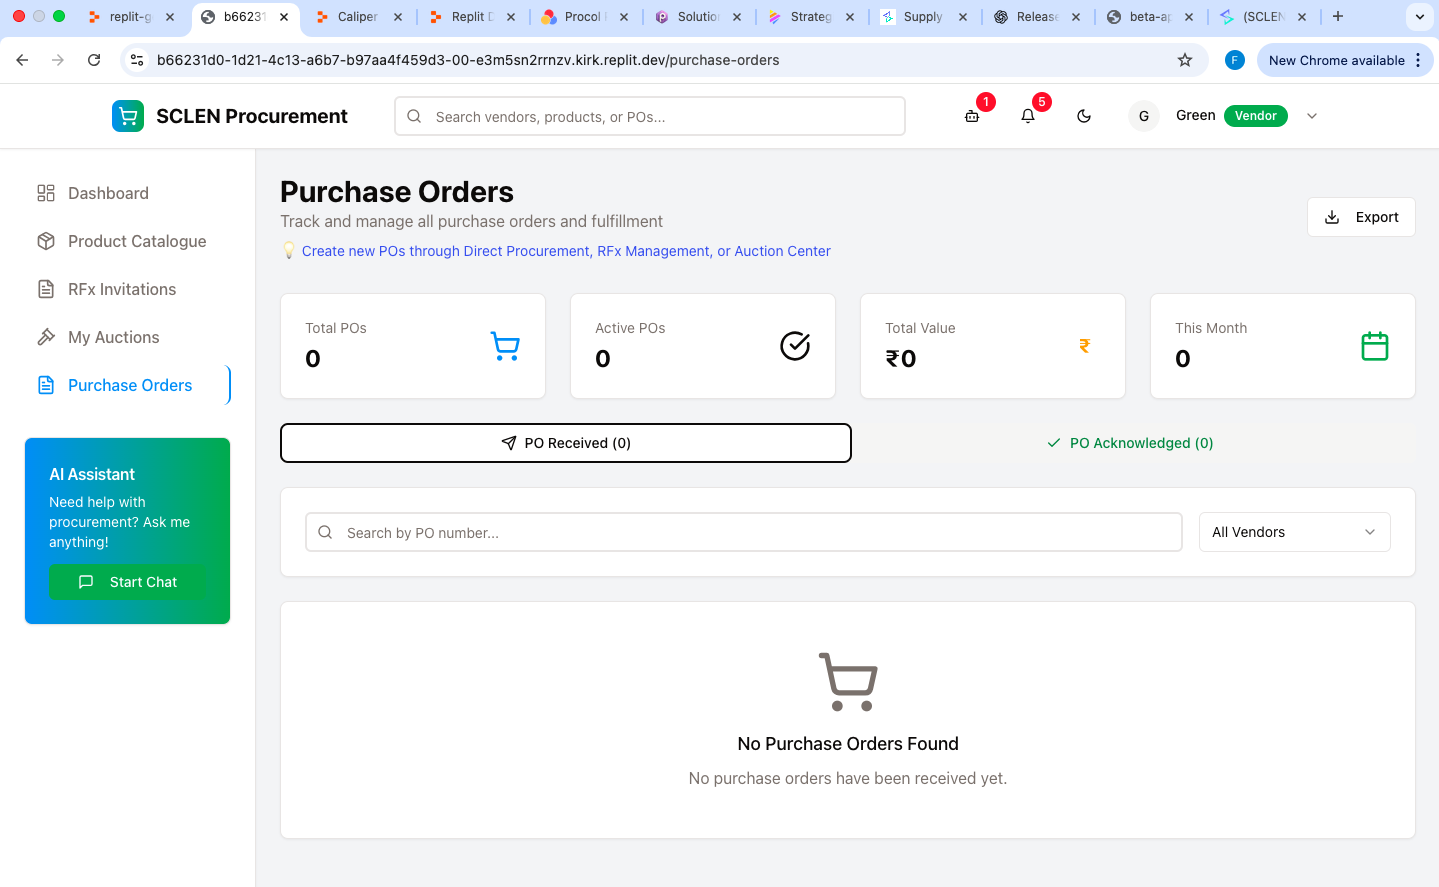 replit-g
b6623
Caliper
Replit D
Procol
Solution
Strateg
Supply
Release
beta-ap
(SCLEN
b66231d0-1d21-4c13-a6b7-b97aa4f459d3-00-e3m5sn2rrnzv.kirk.replit.dev/purchase-orders
F
New Chrome available
SCLEN Procurement
Search vendors, products, or POs...
1
5
G
Green
Vendor
Dashboard
Product Catalogue
RFx Invitations
My Auctions
Purchase Orders
AI Assistant
Need help with
procurement? Ask me
anything!
Start Chat
Purchase Orders
Track and manage all purchase orders and fulfillment
Create new POs through Direct Procurement, RFx Management, or Auction Center
Export
Total POs
0
Active POs
0
Total Value
₹0
₹
This Month
0
PO Received (0)
PO Acknowledged (0)
Search by PO number...
All Vendors
No Purchase Orders Found
No purchase orders have been received yet.